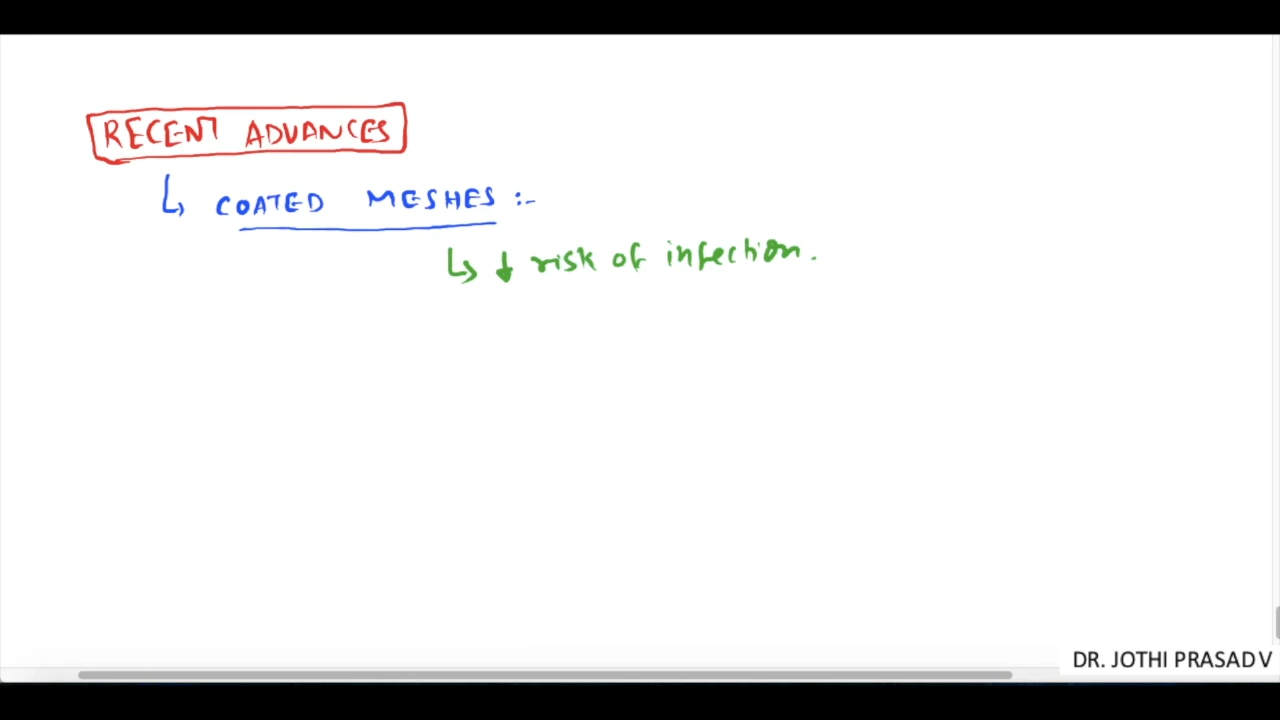 RECENT ADVANCES
↳ COATED MESHES :-
↳ ↓ risk of infection.
DR. JOTHI PRASAD V